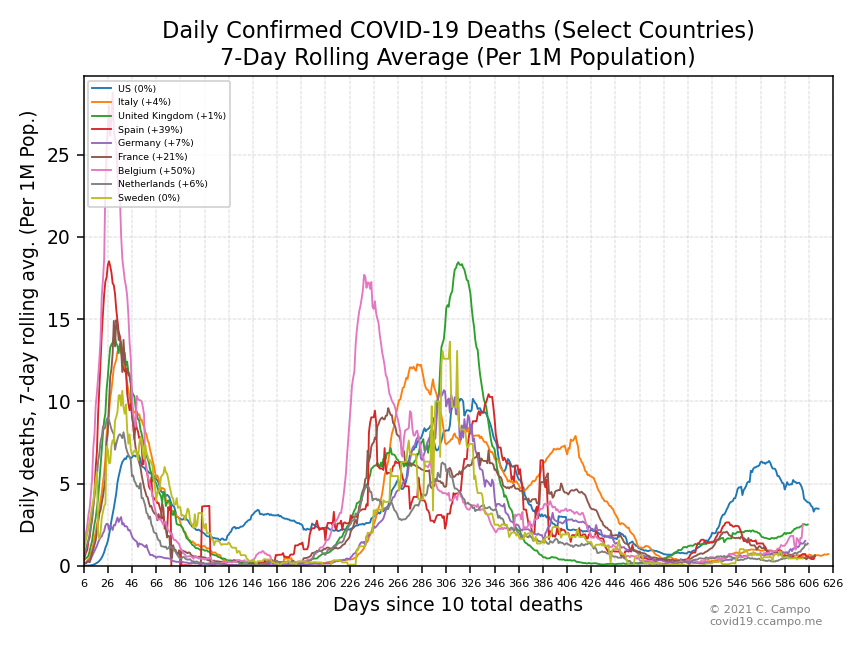 Daily Confirmed COVID-19 Deaths (Select Countries)
7-Day Rolling Average (Per 1M Population)
Daily deaths, 7-day rolling avg. (Per 1M Pop.)
US (0%)
Italy (+4%)
United Kingdom (+1%)
Spain (+39%)
Germany (+7%)
France (+21%)
Belgium (+50%)
Netherlands (+6%)
Sweden (0%)
25
20
15
10
5
0
6 26 46 66 86 106 126 146 166 186 206 226 246 266 286 306 326 346 366 386 406 426 446 466 486 506 526 546 566 586 606 626
Days since 10 total deaths
© 2021 C. Campo
covid19.ccampo.me